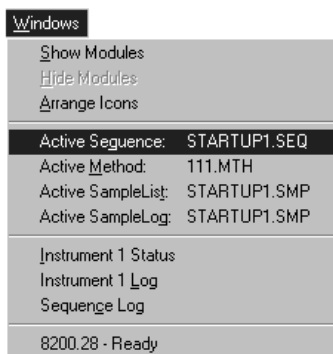 Windows
Show Modules
Hide Modules
Arrange Icons
Active Sequence: STARTUP1.SEQ
Active Method: 111.MTH
Active SampleList: STARTUP1.SMP
Active SampleLog: STARTUP1.SMP
Instrument 1 Status
Instrument 1 Log
Sequence Log
8200.28 - Ready